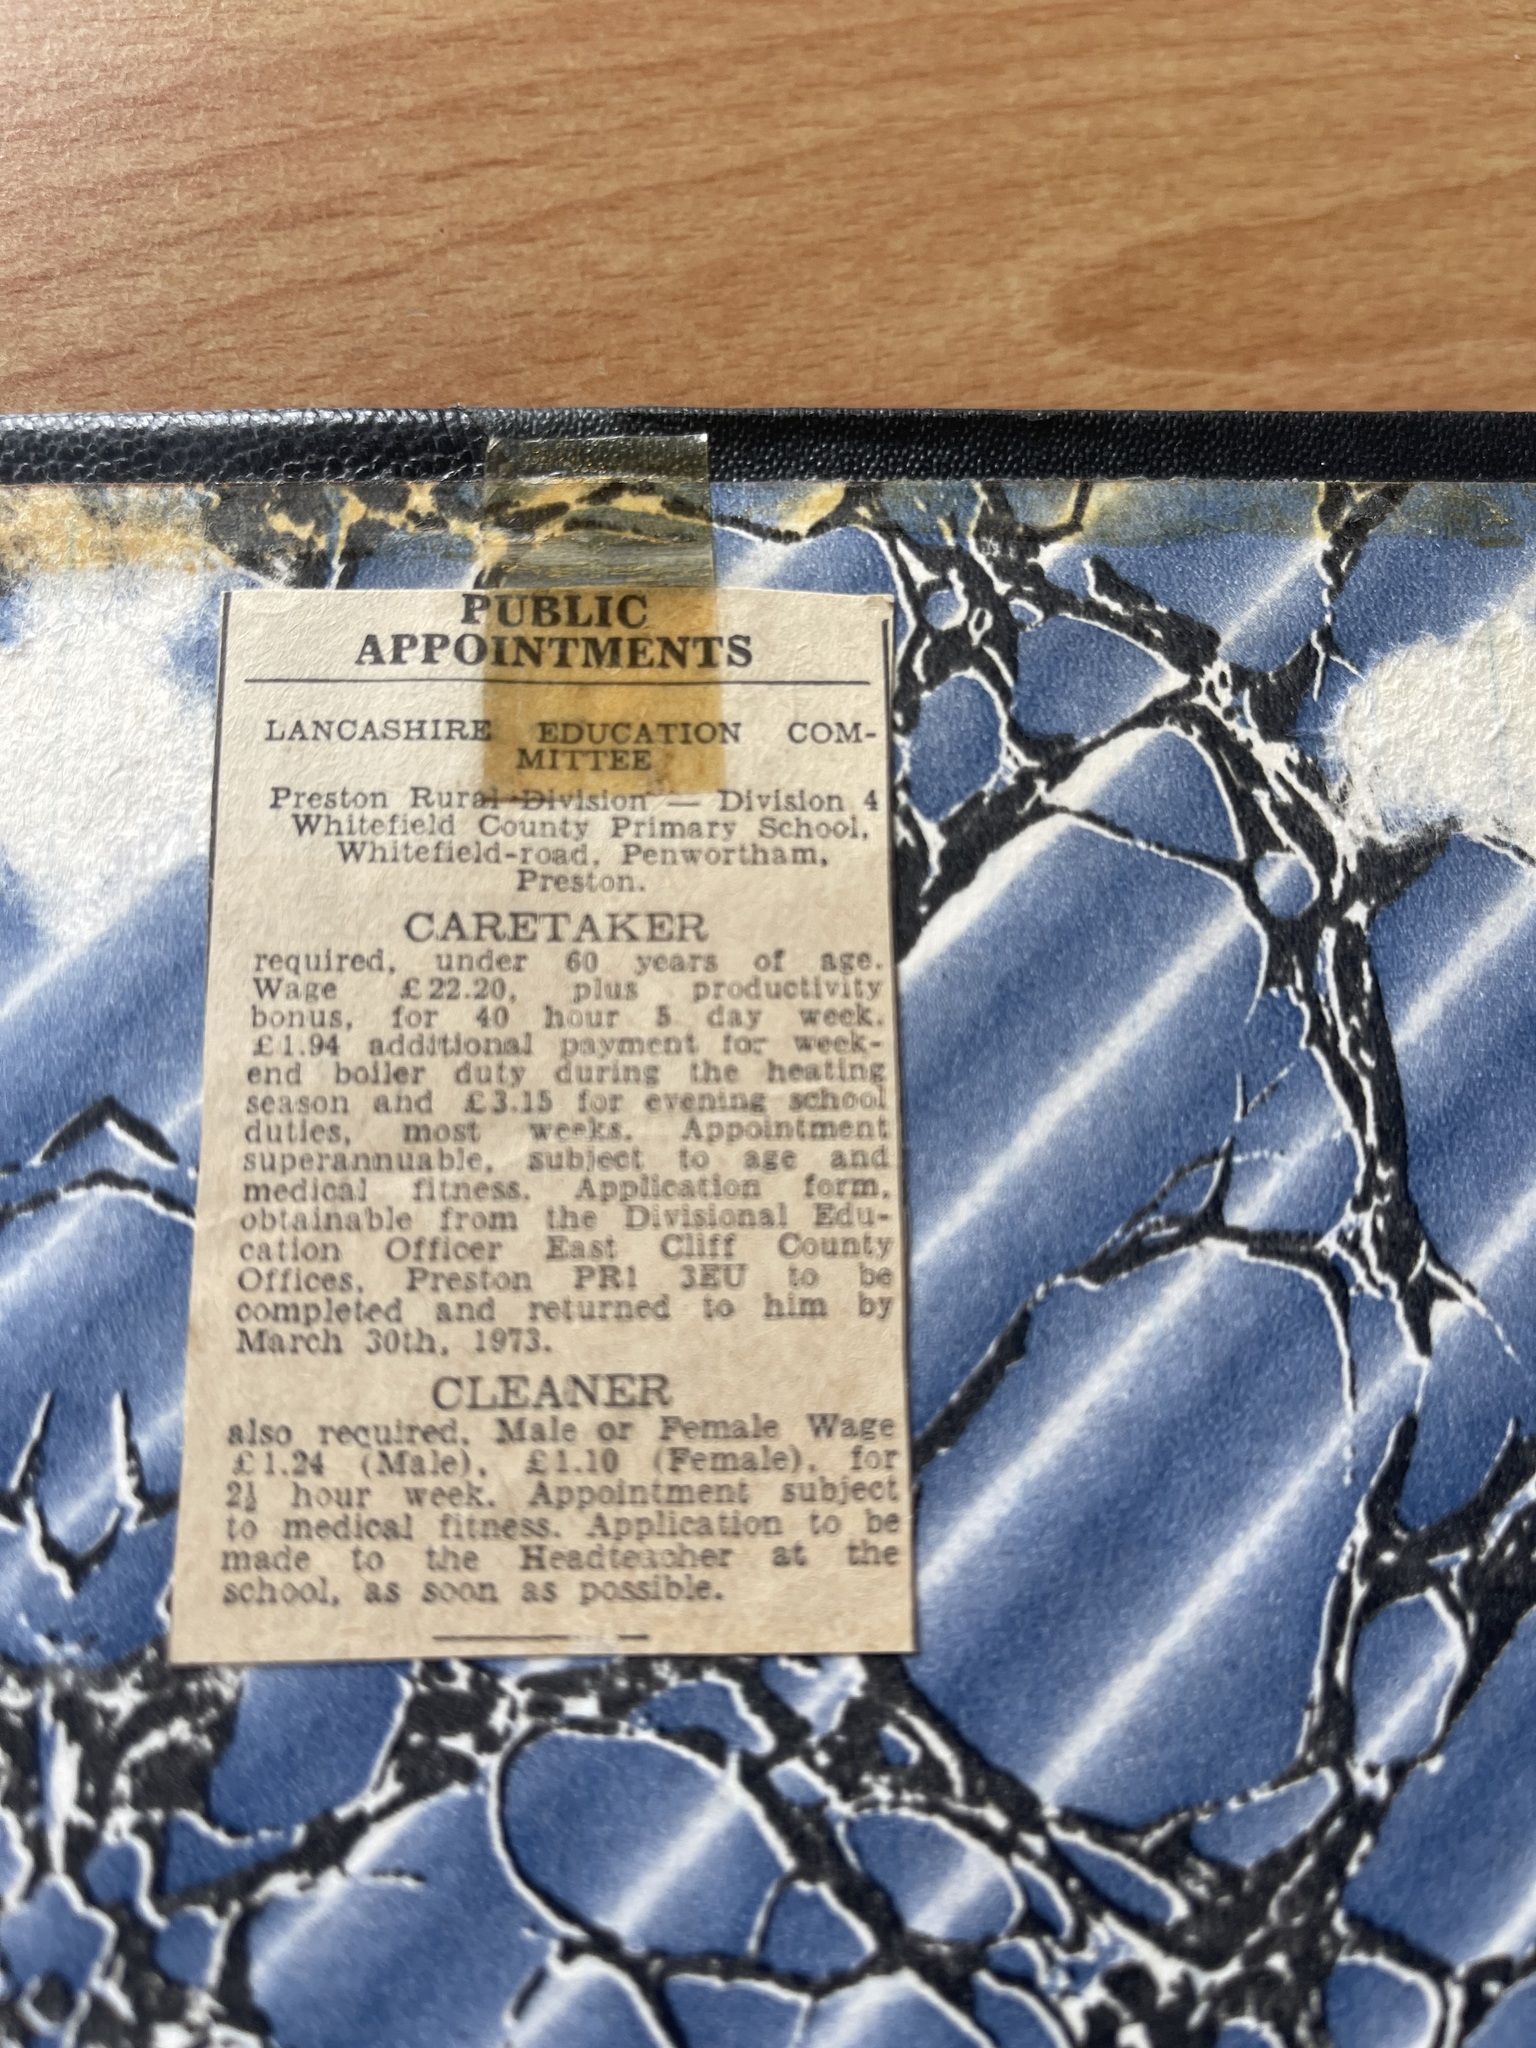 PUBLIC
APPOINTMENTS
LANCASHIRE EDUCATION COM-
MITTEE
Preston Rural Division — Division 4
Whitefield County Primary School,
Whitefield-road, Penwortham,
Preston.
CARETAKER
required, under 60 years of age.
Wage £22.20, plus productivity
bonus, for 40 hour 5 day week.
£1.94 additional payment for week-
end boiler duty during the heating
season and £3.15 for evening school
duties, most weeks. Appointment
superannuable, subject to age and
medical fitness. Application form,
obtainable from the Divisional Edu-
cation Officer East Cliff County
Offices, Preston PR1 3EU to be
completed and returned to him by
March 30th, 1973.
CLEANER
also required, Male or Female Wage
£1.24 (Male), £1.10 (Female), for
2½ hour week. Appointment subject
to medical fitness. Application to be
made to the Headteacher at the
school, as soon as possible.